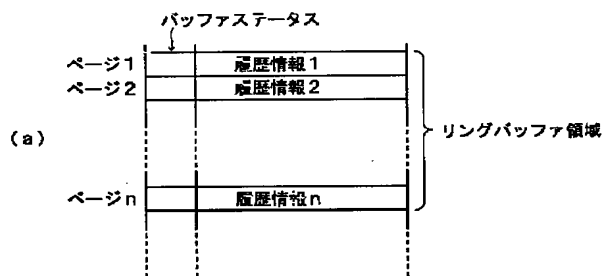 バッファステータス
ページ1 履歴情報1
ページ2 履歴情報2
(a)
リングバッファ領域
ページn 履歴情報n